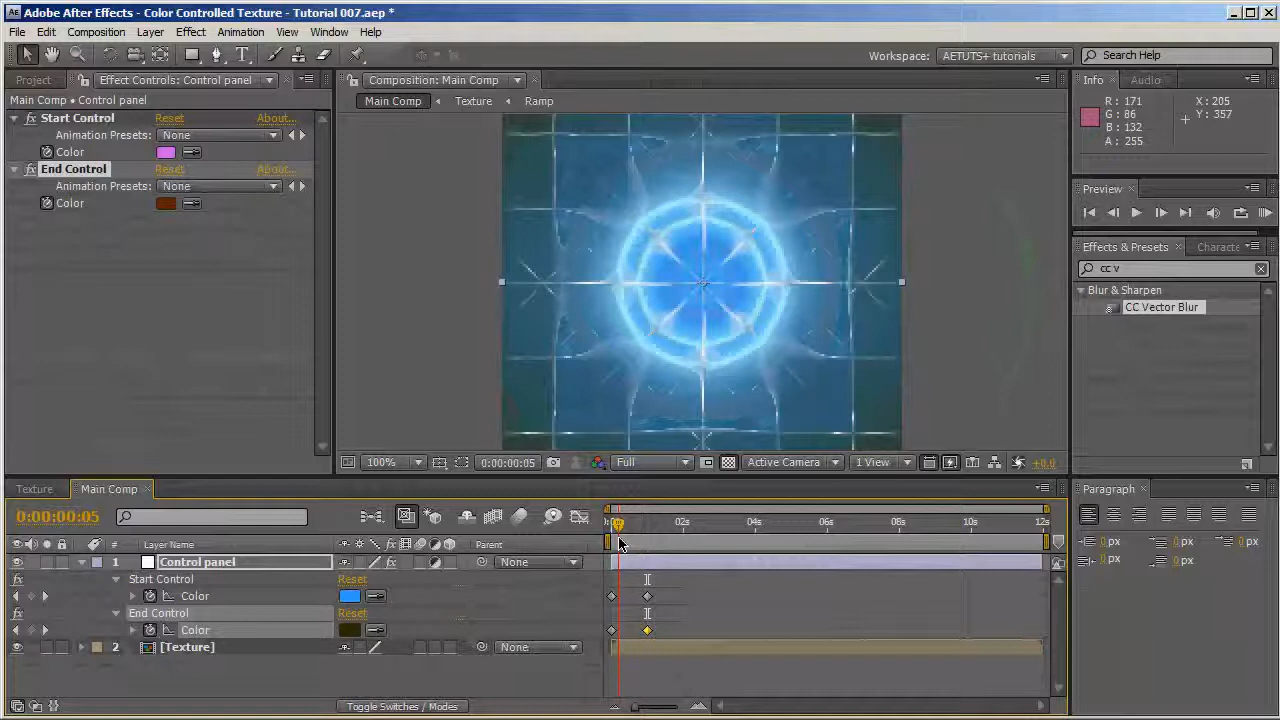 Adobe After Effects - Color Controlled Texture - Tutorial 007.aep *
File Edit Composition Layer Effect Animation View Window Help
Workspace: AETUTS+ tutorials Search Help
Project Effect Controls: Control panel
Composition: Main Comp
Info Audio
Main Comp • Control panel
Main Comp Texture Ramp
Start Control Reset About...
Animation Presets: None
Color
End Control Reset About...
Animation Presets: None
Color
R: 171 X: 205
G: 86 Y: 357
B: 132
A: 255
Preview
Effects & Presets Characte
cc v
Blur & Sharpen
CC Vector Blur
100% 0:00:00:05 Full Active Camera 1 View +0.0
Texture Main Comp
Paragraph
0:00:00:05
02s 04s 06s 08s 10s 12s
# Layer Name Parent
1 Control panel None
Start Control Reset
Color
End Control Reset
Color
2 [Texture] None
Toggle Switches / Modes
0 px 0 px 0 px
0 px 0 px